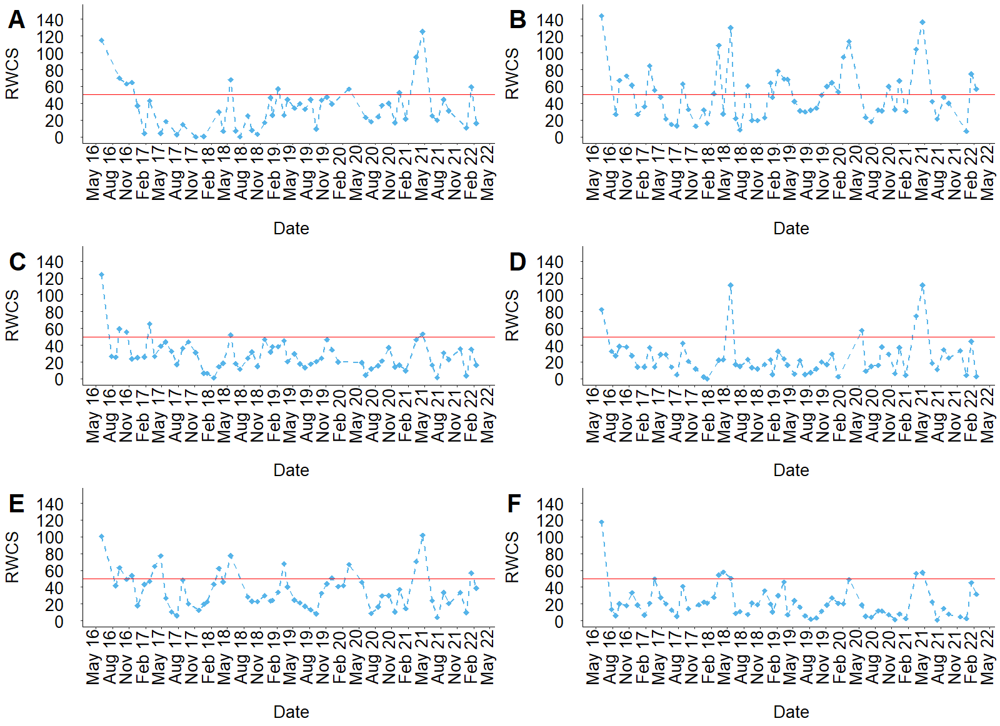 A
RWCS
140
120
100
80
60
40
20
0
May 16
Aug 16
Nov 16
Feb 17
May 17
Aug 17
Nov 17
Feb 18
May 18
Aug 18
Nov 18
Feb 19
May 19
Aug 19
Nov 19
Feb 20
May 20
Aug 20
Nov 20
Feb 21
May 21
Aug 21
Nov 21
Feb 22
May 22
Date
B
RWCS
140
120
100
80
60
40
20
0
May 16
Aug 16
Nov 16
Feb 17
May 17
Aug 17
Nov 17
Feb 18
May 18
Aug 18
Nov 18
Feb 19
May 19
Aug 19
Nov 19
Feb 20
May 20
Aug 20
Nov 20
Feb 21
May 21
Aug 21
Nov 21
Feb 22
May 22
Date
C
RWCS
140
120
100
80
60
40
20
0
May 16
Aug 16
Nov 16
Feb 17
May 17
Aug 17
Nov 17
Feb 18
May 18
Aug 18
Nov 18
Feb 19
May 19
Aug 19
Nov 19
Feb 20
May 20
Aug 20
Nov 20
Feb 21
May 21
Aug 21
Nov 21
Feb 22
May 22
Date
D
RWCS
140
120
100
80
60
40
20
0
May 16
Aug 16
Nov 16
Feb 17
May 17
Aug 17
Nov 17
Feb 18
May 18
Aug 18
Nov 18
Feb 19
May 19
Aug 19
Nov 19
Feb 20
May 20
Aug 20
Nov 20
Feb 21
May 21
Aug 21
Nov 21
Feb 22
May 22
Date
E
RWCS
140
120
100
80
60
40
20
0
May 16
Aug 16
Nov 16
Feb 17
May 17
Aug 17
Nov 17
Feb 18
May 18
Aug 18
Nov 18
Feb 19
May 19
Aug 19
Nov 19
Feb 20
May 20
Aug 20
Nov 20
Feb 21
May 21
Aug 21
Nov 21
Feb 22
May 22
Date
F
RWCS
140
120
100
80
60
40
20
0
May 16
Aug 16
Nov 16
Feb 17
May 17
Aug 17
Nov 17
Feb 18
May 18
Aug 18
Nov 18
Feb 19
May 19
Aug 19
Nov 19
Feb 20
May 20
Aug 20
Nov 20
Feb 21
May 21
Aug 21
Nov 21
Feb 22
May 22
Date